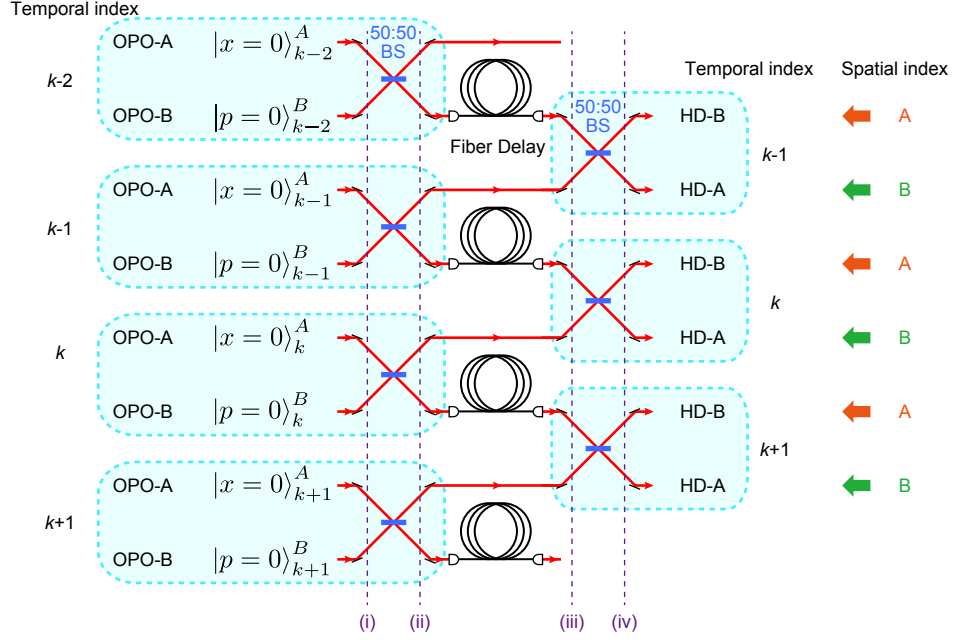 Temporal index
k-2
OPO-A |x = 0⟩^A_{k-2}
OPO-B |p = 0⟩^B_{k-2}
50:50
BS
Fiber Delay
k-1
OPO-A |x = 0⟩^A_{k-1}
OPO-B |p = 0⟩^B_{k-1}
k
OPO-A |x = 0⟩^A_k
OPO-B |p = 0⟩^B_k
k+1
OPO-A |x = 0⟩^A_{k+1}
OPO-B |p = 0⟩^B_{k+1}
Temporal index Spatial index
50:50
BS
HD-B A
k-1
HD-A B
HD-B A
k
HD-A B
HD-B A
k+1
HD-A B
(i) (ii) (iii) (iv)